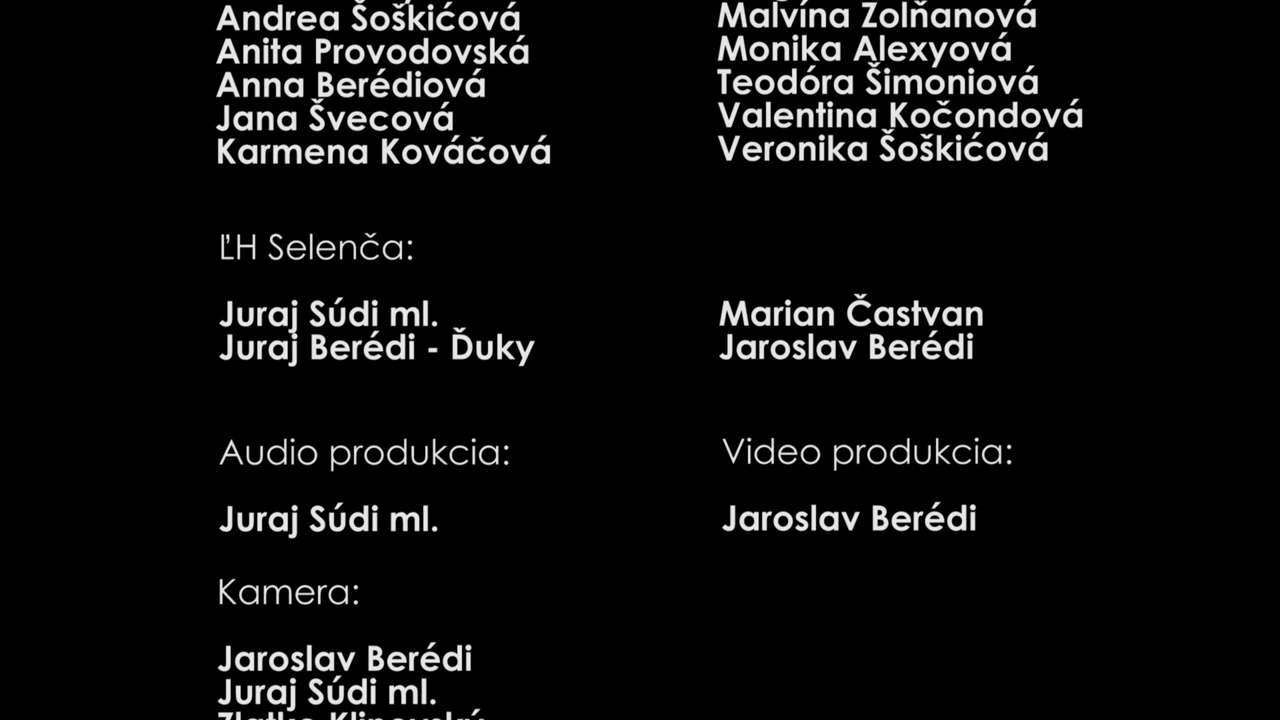 Andrea Šoškićová
Anita Provodovská
Anna Berédiová
Jana Švecová
Karmena Kováčová
Malvína Zolňanová
Monika Alexyová
Teodóra Šimoniová
Valentina Kočondová
Veronika Šoškićová
ĽH Selenča:
Juraj Súdi ml.
Juraj Berédi - Ďuky
Marian Častvan
Jaroslav Berédi
Audio produkcia:
Juraj Súdi ml.
Video produkcia:
Jaroslav Berédi
Kamera:
Jaroslav Berédi
Juraj Súdi ml.